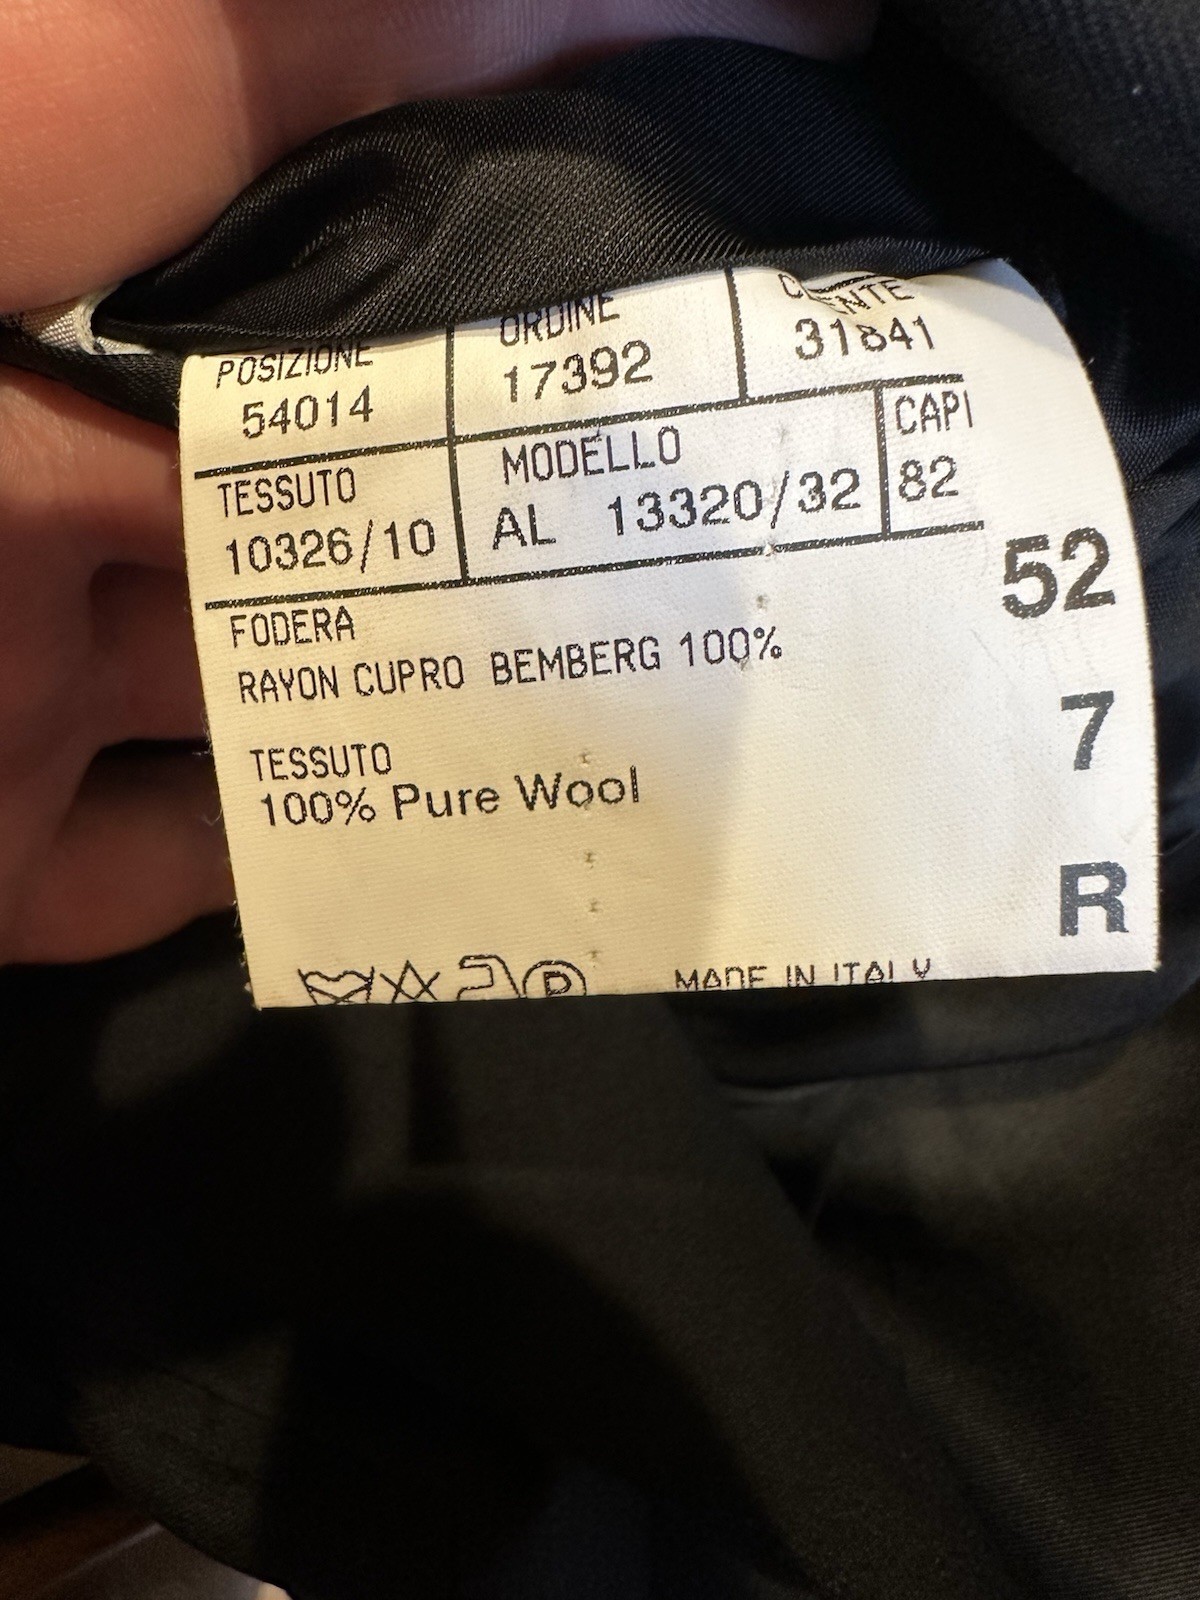 POSIZIONE ORDINE CLIENTE
54014 17392 31841
TESSUTO MODELLO CAPI
10326/10 AL 13320/32 82
52
FODERA
RAYON CUPRO BEMBERG 100%
7
TESSUTO
100% Pure Wool
R
P MADE IN ITALY